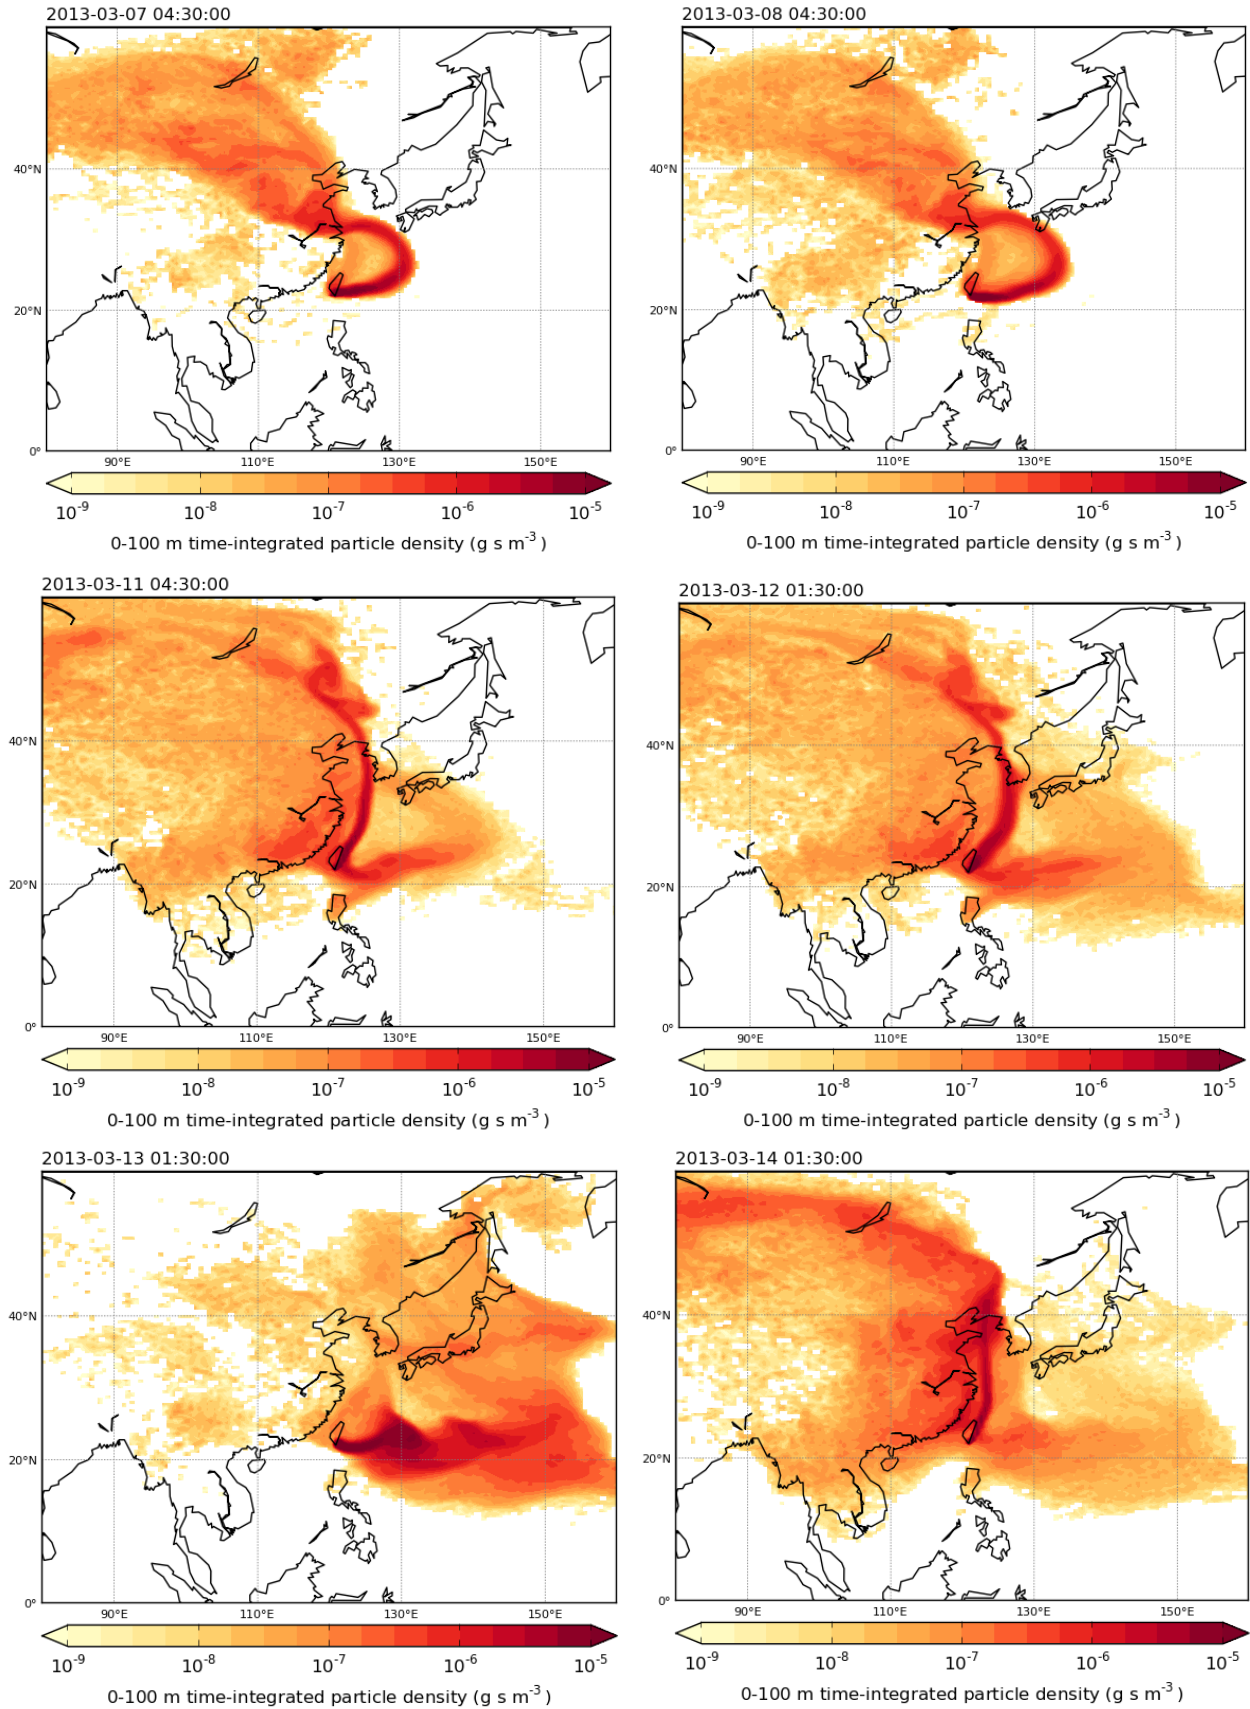 2013-03-07 04:30:00
40°N
20°N
0°
90°E 110°E 130°E 150°E
10-9 10-8 10-7 10-6 10-5
0-100 m time-integrated particle density (g s m-3 )
2013-03-08 04:30:00
40°N
20°N
0°
90°E 110°E 130°E 150°E
10-9 10-8 10-7 10-6 10-5
0-100 m time-integrated particle density (g s m-3 )
2013-03-11 04:30:00
40°N
20°N
0°
90°E 110°E 130°E 150°E
10-9 10-8 10-7 10-6 10-5
0-100 m time-integrated particle density (g s m-3 )
2013-03-12 01:30:00
40°N
20°N
0°
90°E 110°E 130°E 150°E
10-9 10-8 10-7 10-6 10-5
0-100 m time-integrated particle density (g s m-3 )
2013-03-13 01:30:00
40°N
20°N
0°
90°E 110°E 130°E 150°E
10-9 10-8 10-7 10-6 10-5
0-100 m time-integrated particle density (g s m-3 )
2013-03-14 01:30:00
40°N
20°N
0°
90°E 110°E 130°E 150°E
10-9 10-8 10-7 10-6 10-5
0-100 m time-integrated particle density (g s m-3 )